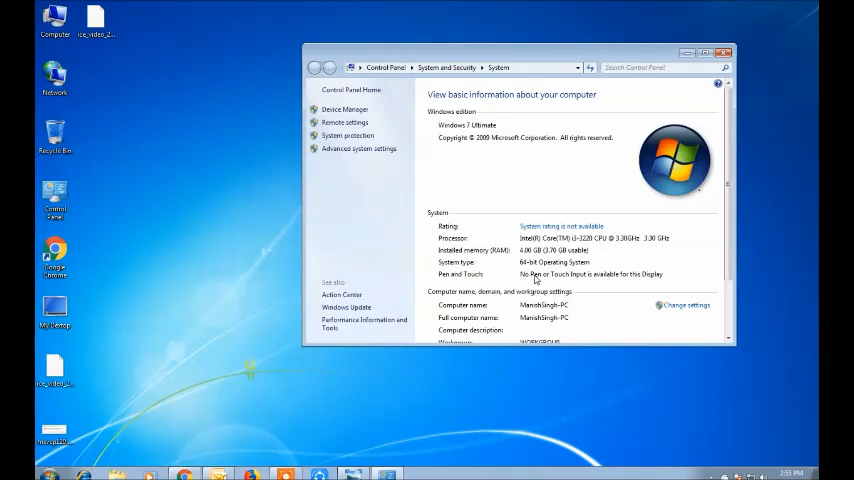 Computer
ice_video_2...
Network
Recycle Bin
Control
Panel
Google
Chrome
My Dextop
ice_video_2...
msvcp120...
Control Panel
System and Security
System
Search Control Panel
Control Panel Home
Device Manager
Remote settings
System protection
Advanced system settings
See also
Action Center
Windows Update
Performance Information and
Tools
View basic information about your computer
Windows edition
Windows 7 Ultimate
Copyright © 2009 Microsoft Corporation. All rights reserved.
System
Rating: System rating is not available
Processor: Intel(R) Core(TM) i3-3220 CPU @ 3.30GHz 3.30 GHz
Installed memory (RAM): 4.00 GB (3.70 GB usable)
System type: 64-bit Operating System
Pen and Touch: No Pen or Touch Input is available for this Display
Computer name, domain, and workgroup settings
Computer name: ManishSingh-PC
Change settings
Full computer name: ManishSingh-PC
Computer description:
Workgroup: WORKGROUP
2:55 PM